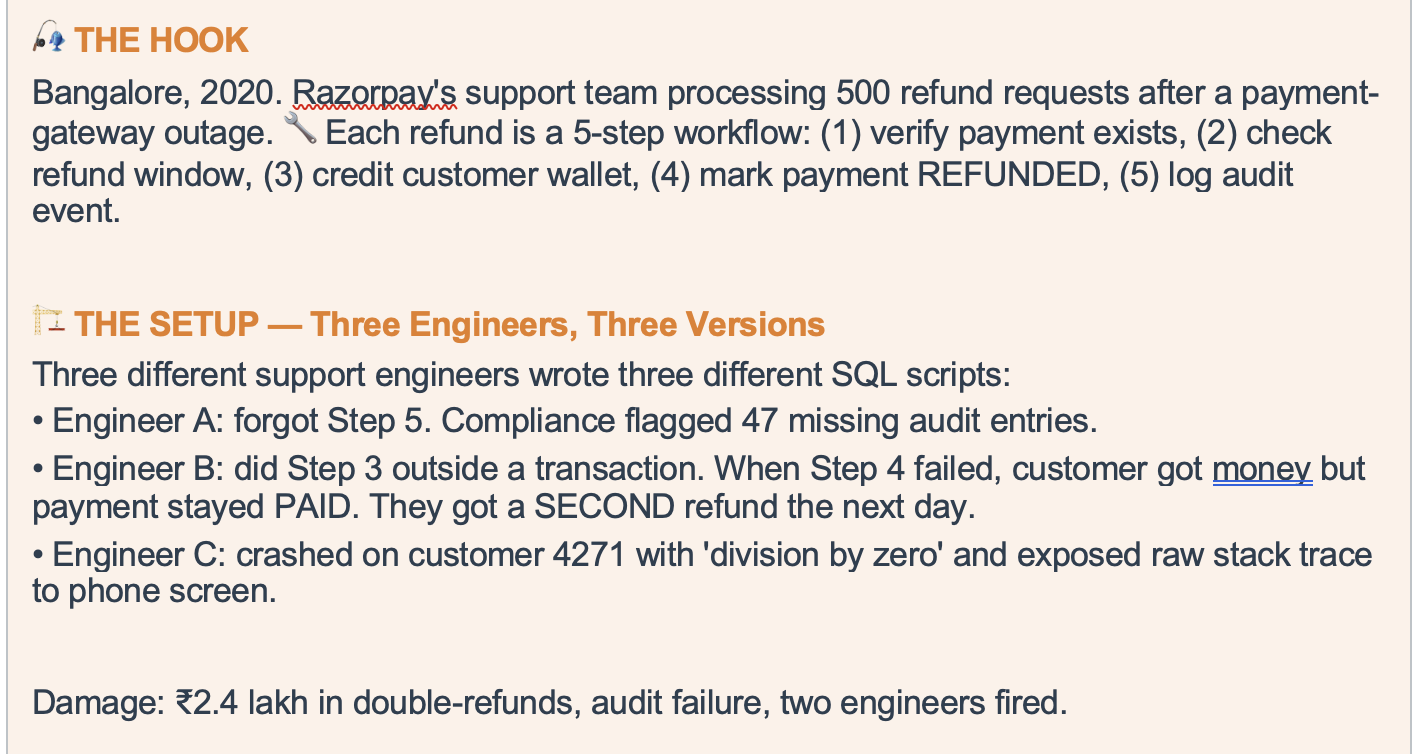 🎣 THE HOOK
Bangalore, 2020. Razorpay's support team processing 500 refund requests after a payment-
gateway outage. 🔧 Each refund is a 5-step workflow: (1) verify payment exists, (2) check
refund window, (3) credit customer wallet, (4) mark payment REFUNDED, (5) log audit
event.
🏗️ THE SETUP — Three Engineers, Three Versions
Three different support engineers wrote three different SQL scripts:
• Engineer A: forgot Step 5. Compliance flagged 47 missing audit entries.
• Engineer B: did Step 3 outside a transaction. When Step 4 failed, customer got money but
payment stayed PAID. They got a SECOND refund the next day.
• Engineer C: crashed on customer 4271 with 'division by zero' and exposed raw stack trace
to phone screen.
Damage: ₹2.4 lakh in double-refunds, audit failure, two engineers fired.